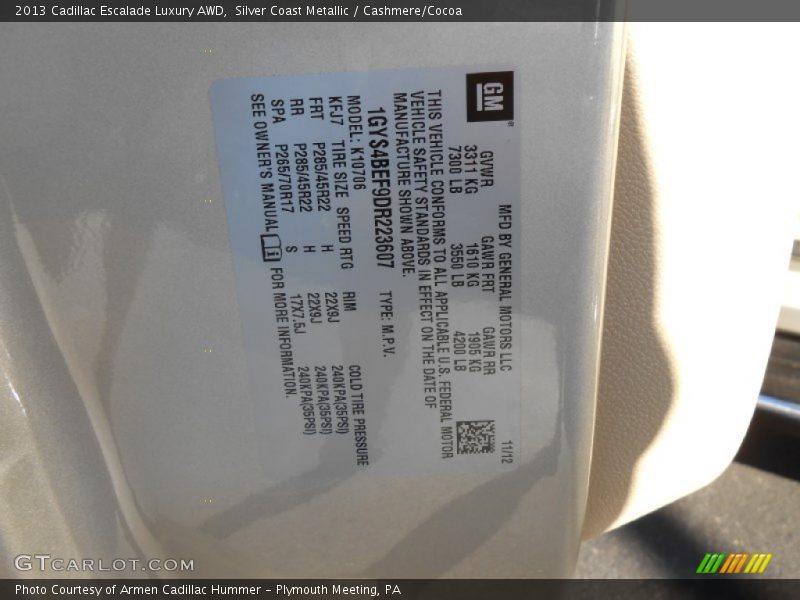 2013 Cadillac Escalade Luxury AWD,  Silver Coast Metallic / Cashmere/Cocoa
GM
MFD BY GENERAL MOTORS LLC 11/12
GVWR GAWR FRT GAWR RR
3311 KG 1610 KG 1905 KG
7300 LB 3550 LB 4200 LB
THIS VEHICLE CONFORMS TO ALL APPLICABLE U.S. FEDERAL MOTOR
VEHICLE SAFETY STANDARDS IN EFFECT ON THE DATE OF
MANUFACTURE SHOWN ABOVE.
1GYS4BEF9DR223607 TYPE: M.P.V.
MODEL: K10706
KFJ7 TIRE SIZE SPEED RTG RIM COLD TIRE PRESSURE
FRT P285/45R22 H 22X9J 240KPA(35PSI)
RR P285/45R22 H 22X9J 240KPA(35PSI)
SPA P265/70R17 S 17X7.5J 240KPA(35PSI)
SEE OWNER'S MANUAL FOR MORE INFORMATION.
GTCarLot.com
Photo Courtesy of Armen Cadillac Hummer – Plymouth Meeting, PA